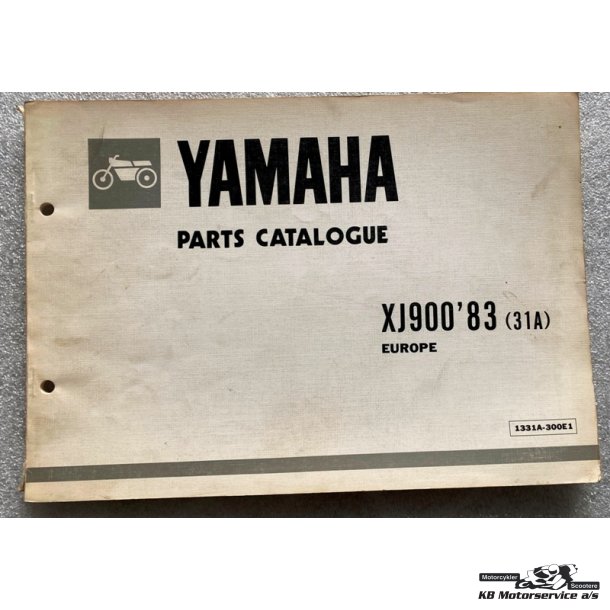 YAMAHA
PARTS CATALOGUE
XJ900'83 (31A)
EUROPE
1331A-300E1
Motorcykler
Scootere
KB Motorservice a/s